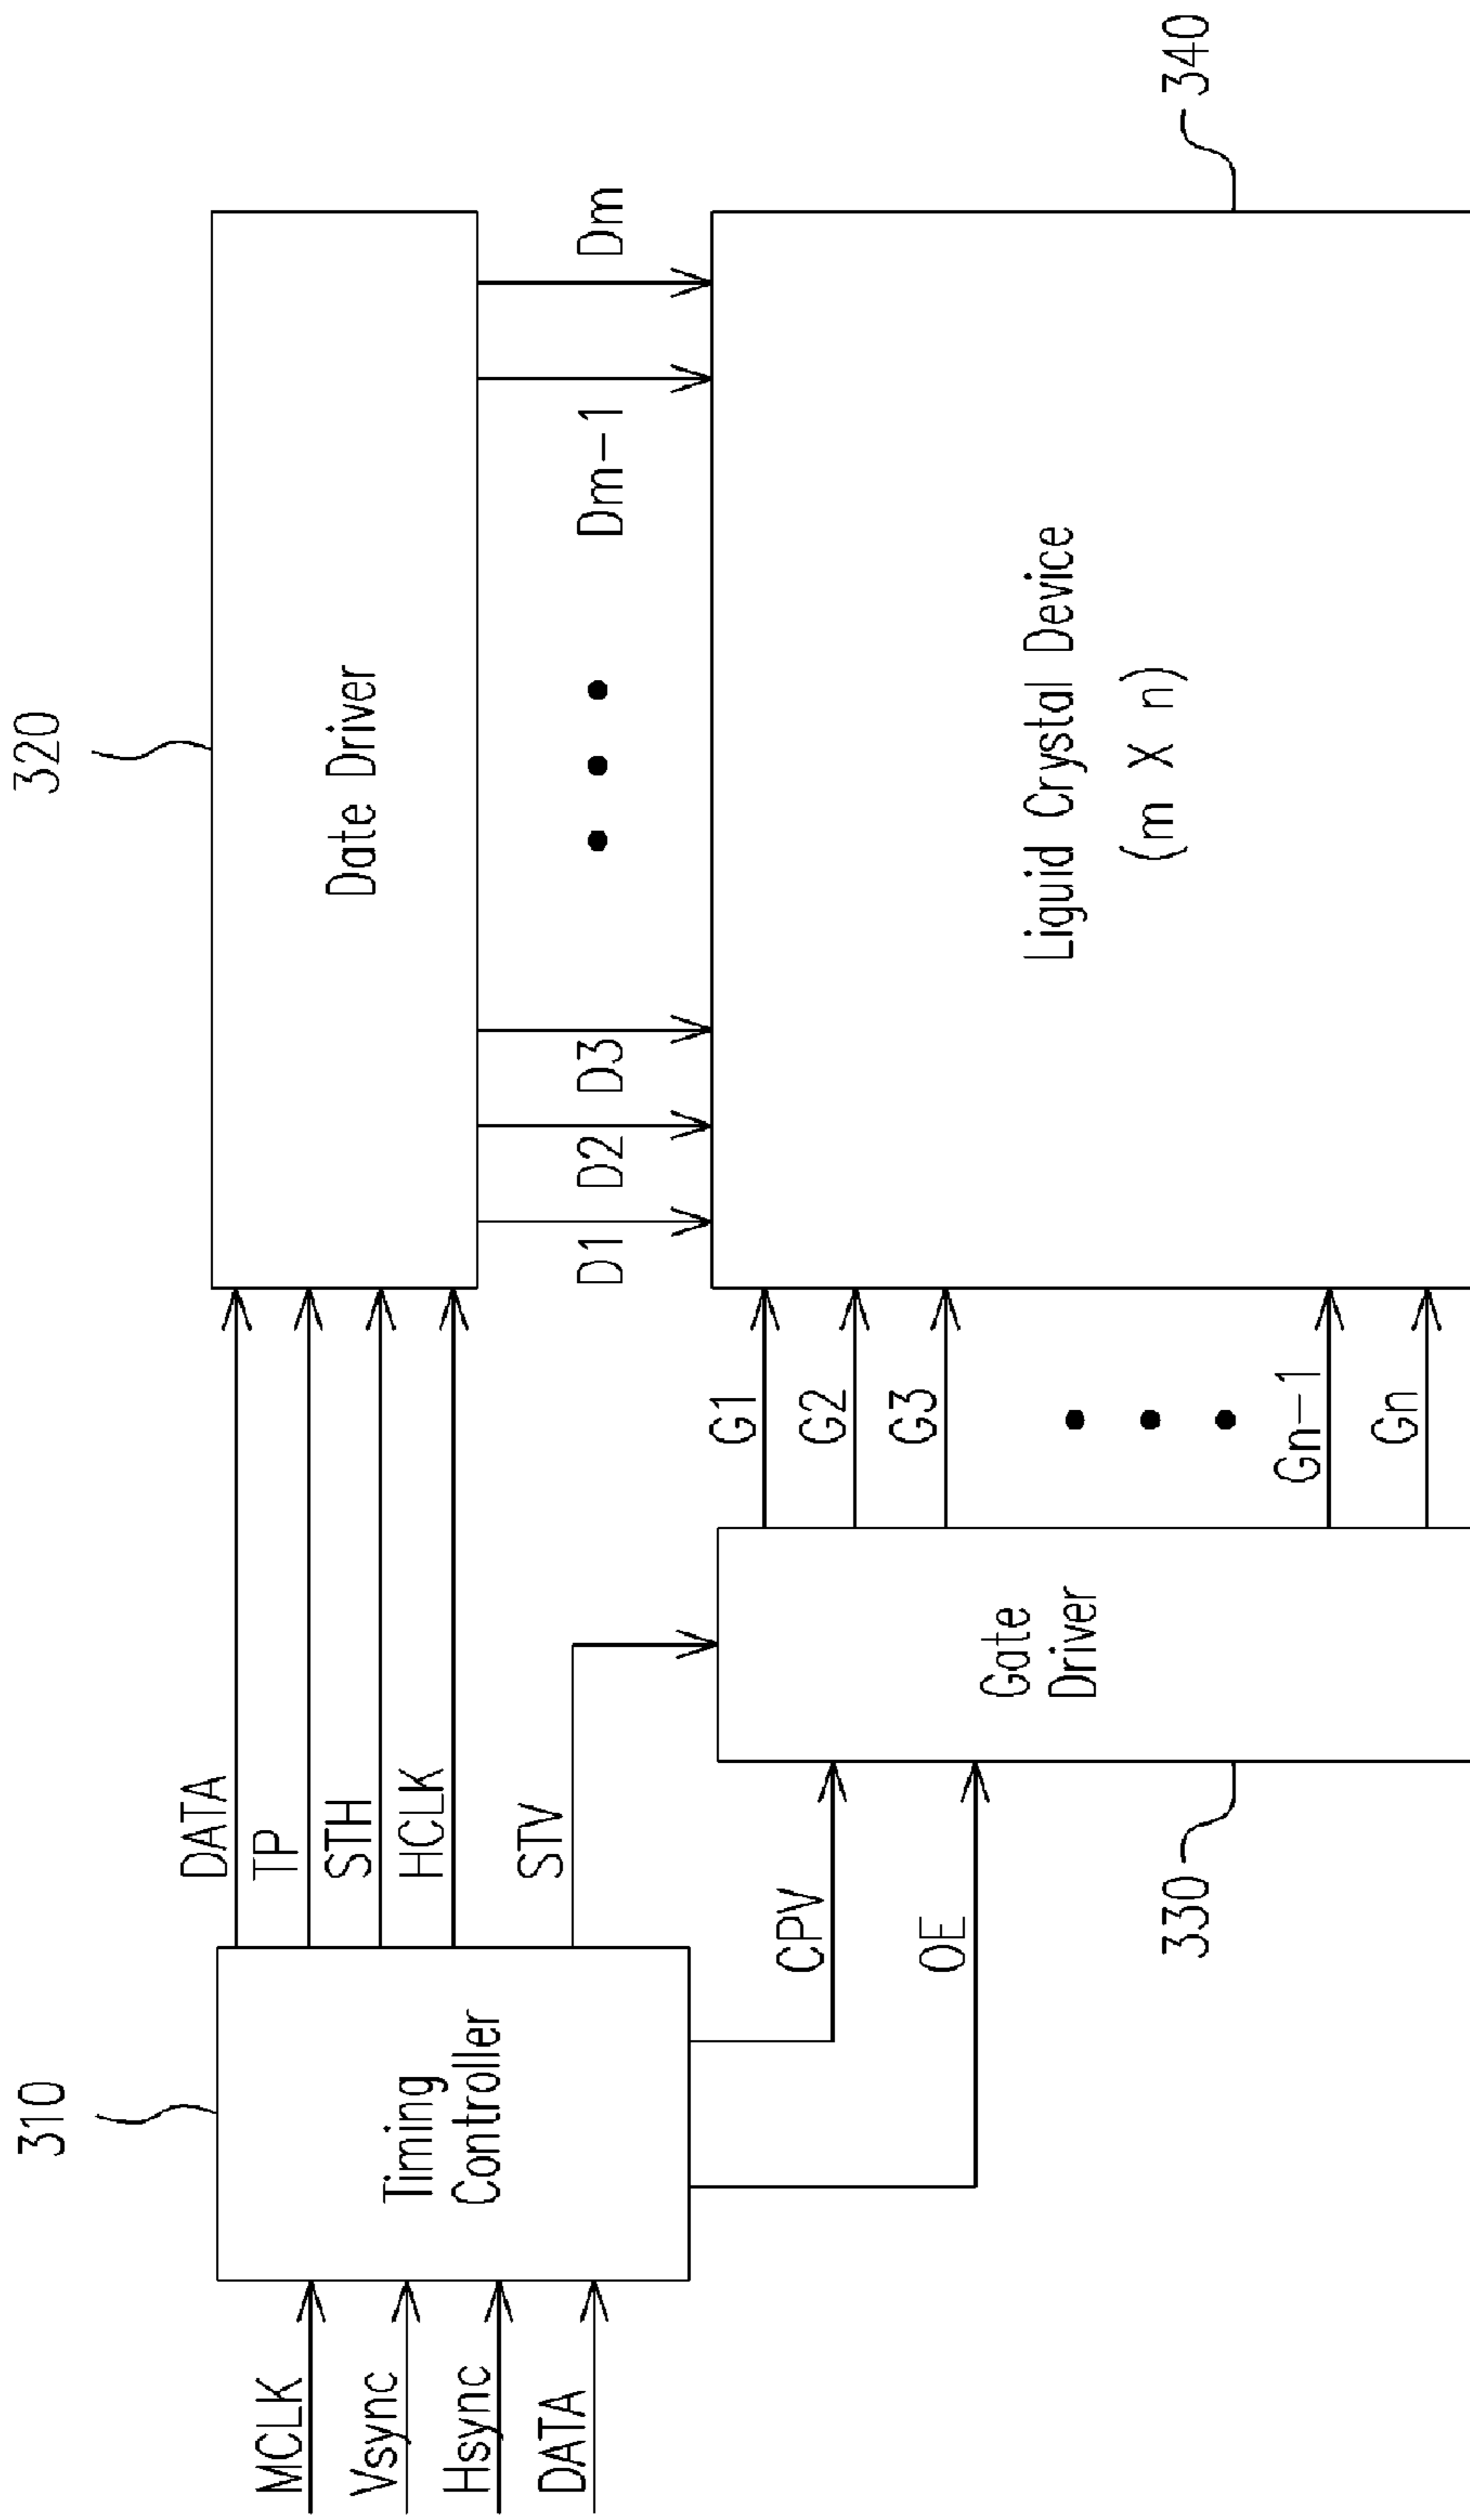 310
320
DATA
TP
STH
HCLK
MCLK
Vsync
Hsync
DATA
Timing
Controller
Date Driver
STV
D1
D2
D3
Dm-1
Dm
CPV
OE
G1
G2
G3
Gn-1
Gn
Gate
Driver
Liquid Crystal Device
(m X n)
330
340